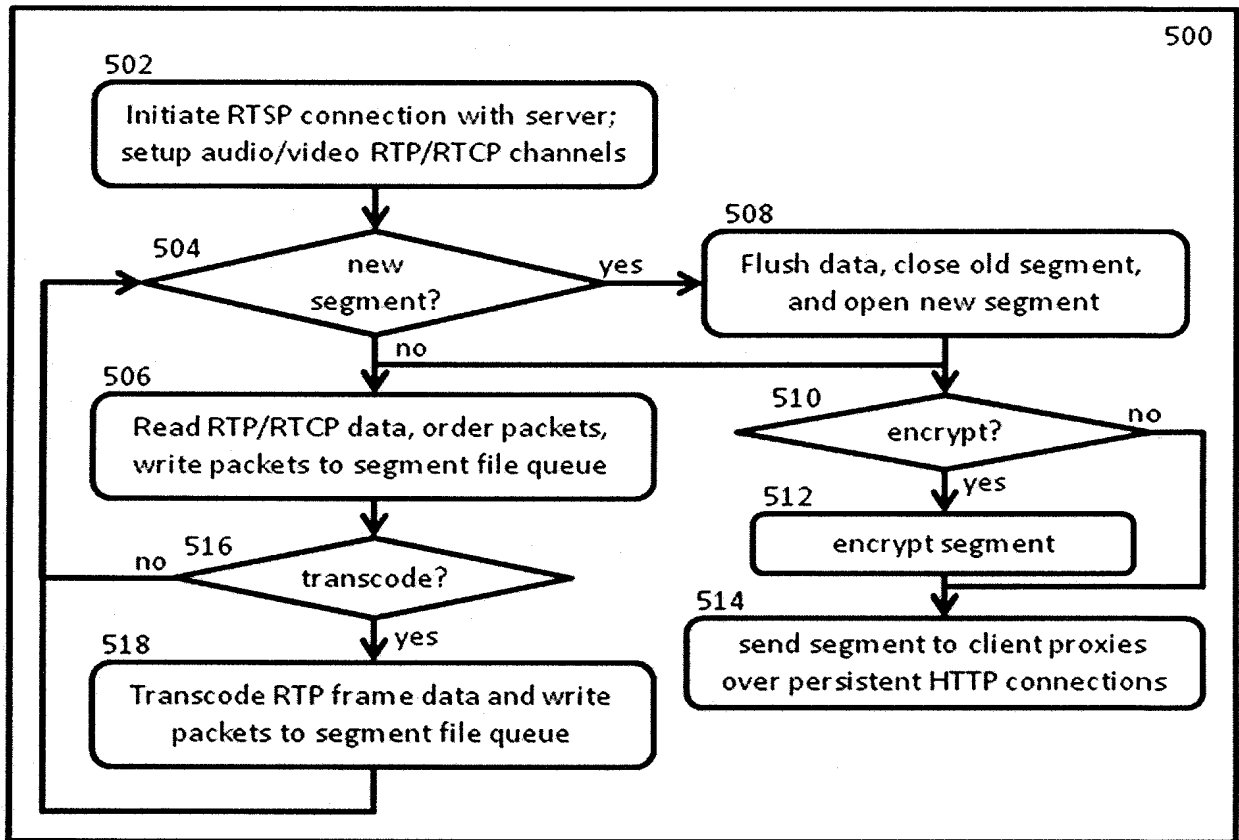 500
502
Initiate RTSP connection with server;
setup audio/video RTP/RTCP channels
504
new
segment?
yes
no
508
Flush data, close old segment,
and open new segment
506
Read RTP/RTCP data, order packets,
write packets to segment file queue
510
encrypt?
no
yes
512
encrypt segment
514
send segment to client proxies
over persistent HTTP connections
516
transcode?
no
yes
518
Transcode RTP frame data and write
packets to segment file queue